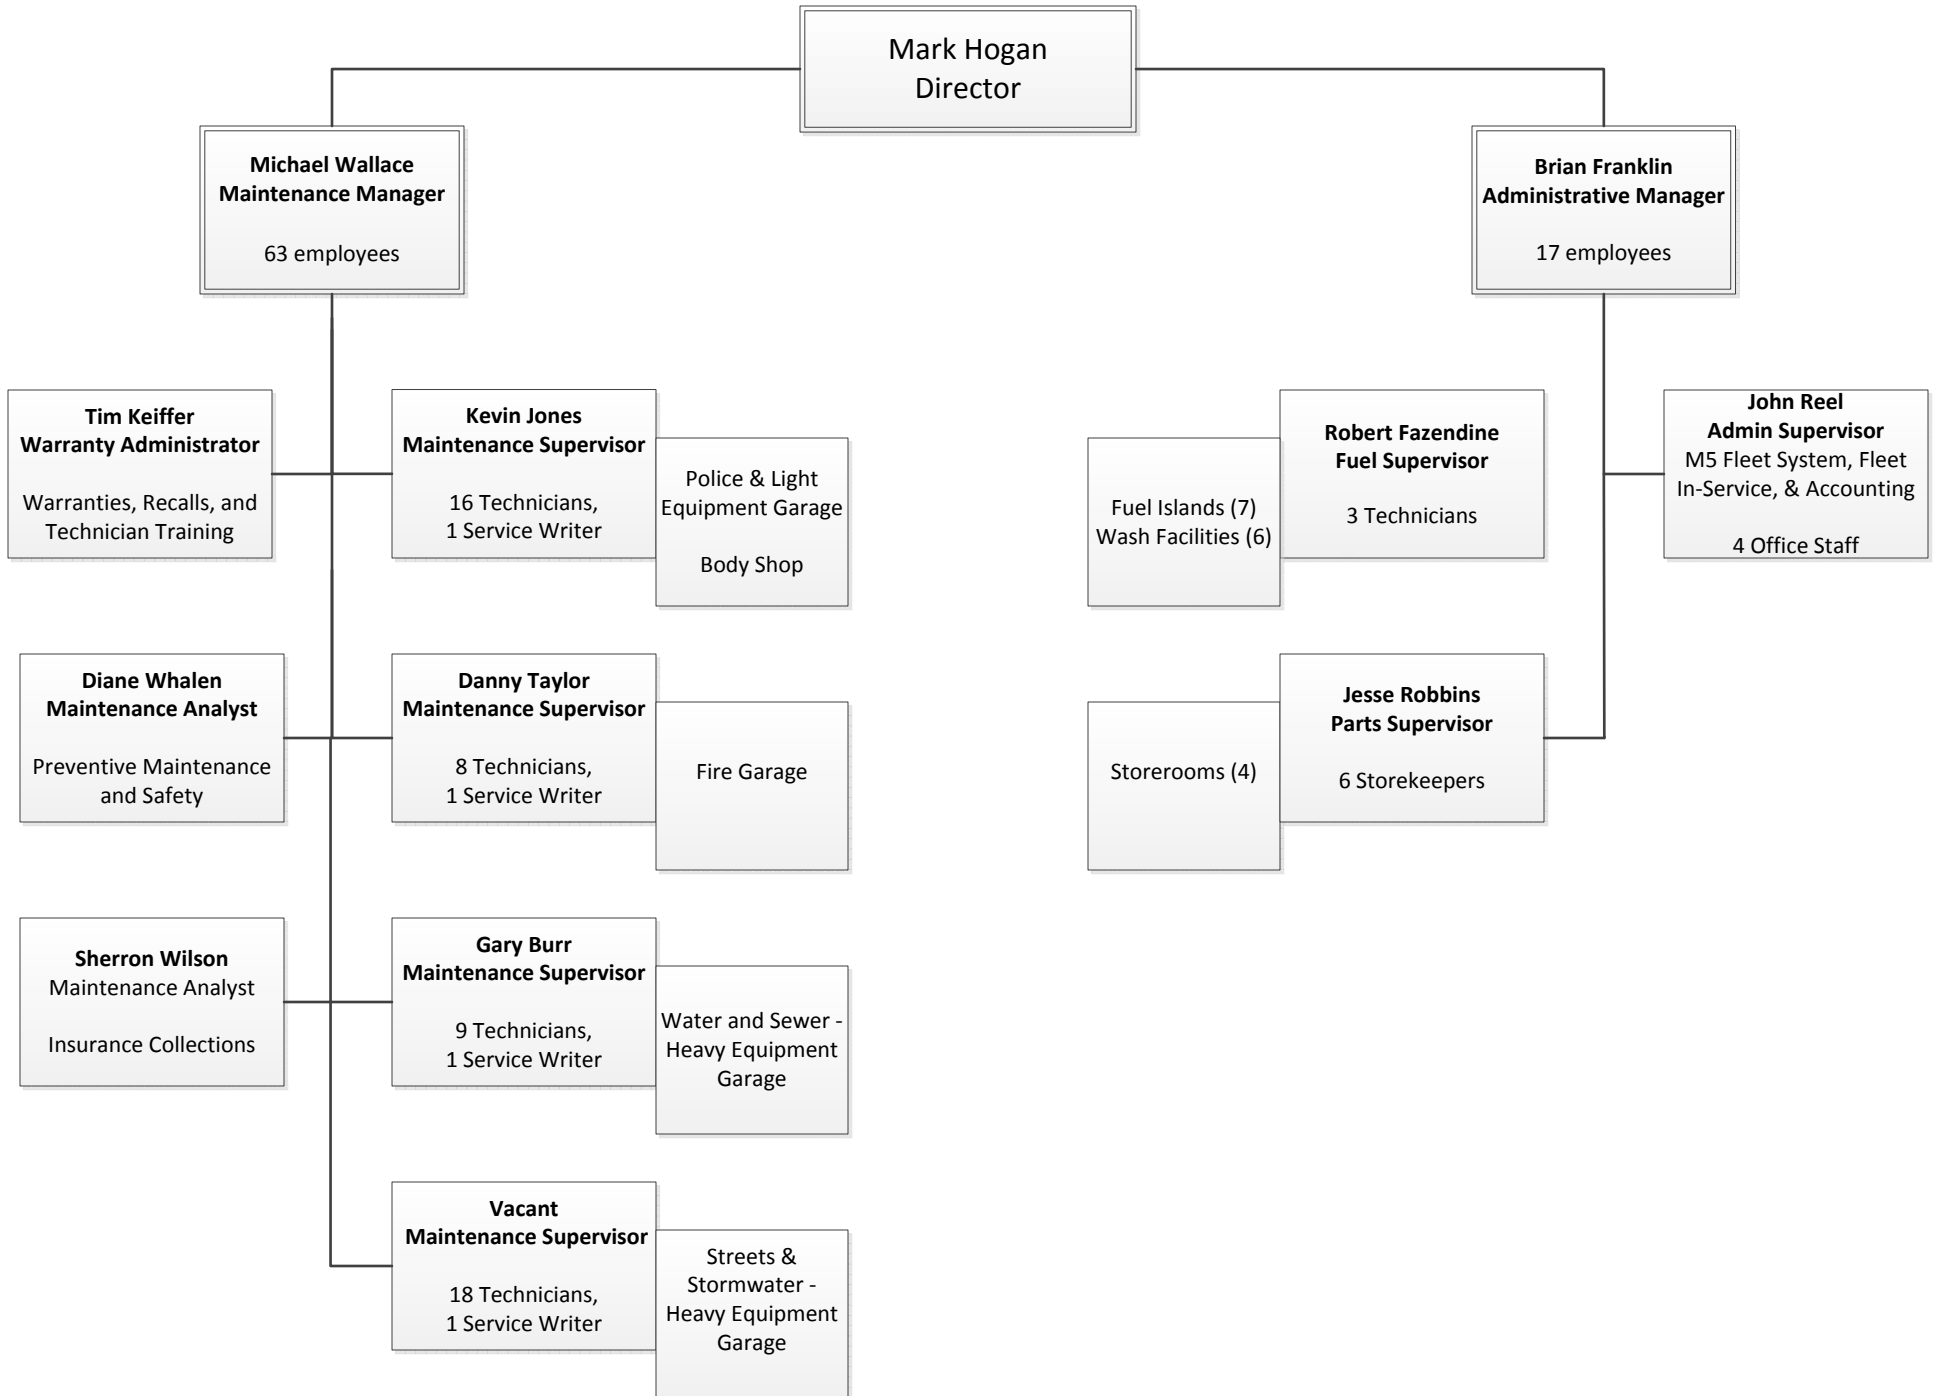 Mark Hogan
Director
Michael Wallace
Maintenance Manager
63 employees
Brian Franklin
Administrative Manager
17 employees
Tim Keiffer
Warranty Administrator
Warranties, Recalls, and
Technician Training
Kevin Jones
Maintenance Supervisor
16 Technicians,
1 Service Writer
Police & Light
Equipment Garage
Body Shop
Fuel Islands (7)
Wash Facilities (6)
Robert Fazendine
Fuel Supervisor
3 Technicians
John Reel
Admin Supervisor
M5 Fleet System, Fleet
In-Service, & Accounting
4 Office Staff
Diane Whalen
Maintenance Analyst
Preventive Maintenance
and Safety
Danny Taylor
Maintenance Supervisor
8 Technicians,
1 Service Writer
Fire Garage
Storerooms (4)
Jesse Robbins
Parts Supervisor
6 Storekeepers
Sherron Wilson
Maintenance Analyst
Insurance Collections
Gary Burr
Maintenance Supervisor
9 Technicians,
1 Service Writer
Water and Sewer -
Heavy Equipment
Garage
Vacant
Maintenance Supervisor
18 Technicians,
1 Service Writer
Streets &
Stormwater -
Heavy Equipment
Garage